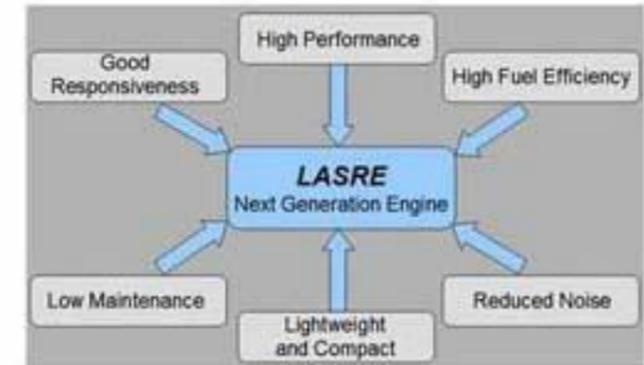 High Performance
Good
Responsiveness
High Fuel Efficiency
LASRE
Next Generation Engine
Low Maintenance
Lightweight
and Compact
Reduced Noise